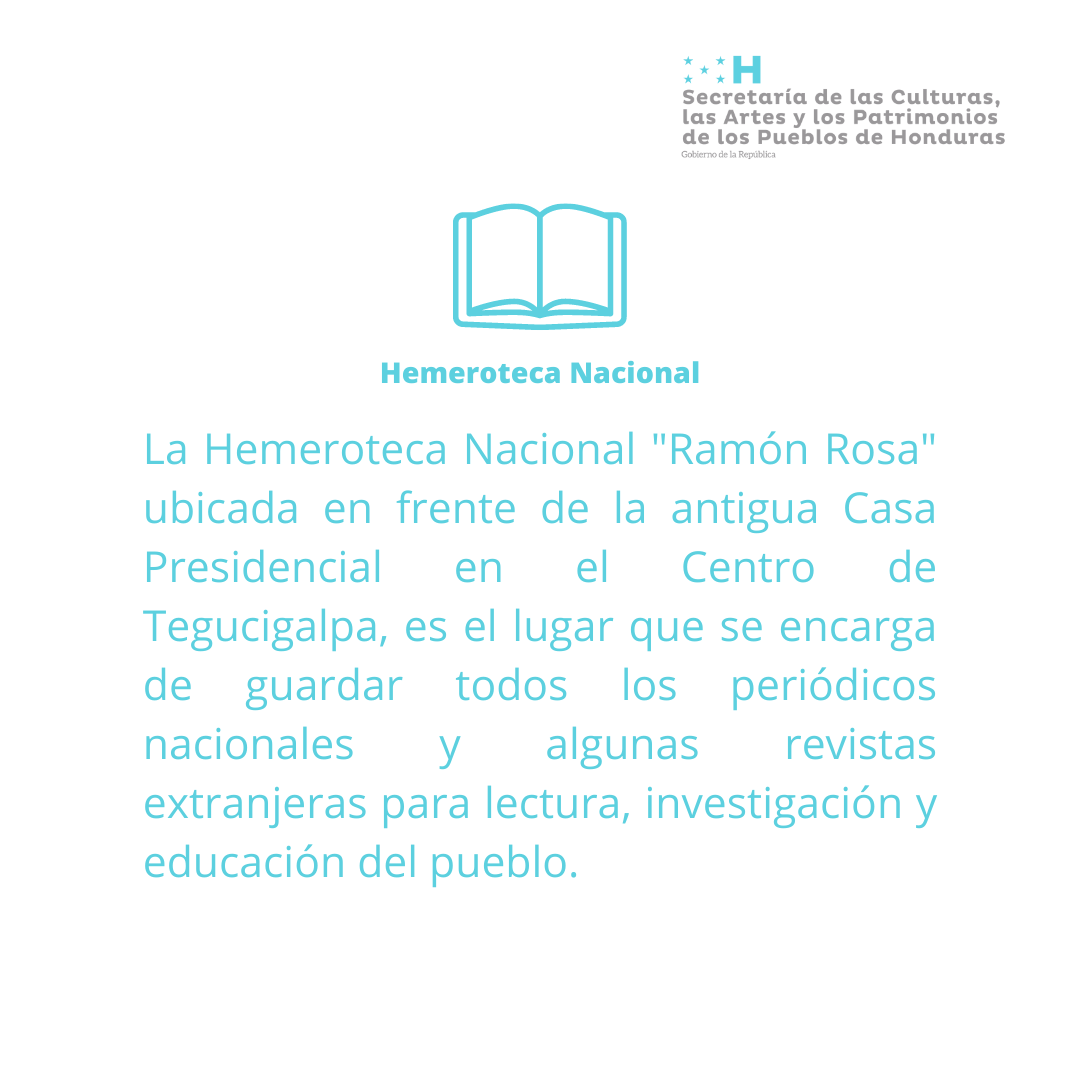 H
Secretaría de las Culturas,
las Artes y los Patrimonios
de los Pueblos de Honduras
Gobierno de la República
Hemeroteca Nacional
La Hemeroteca Nacional "Ramón Rosa"
ubicada en frente de la antigua Casa
Presidencial en el Centro de
Tegucigalpa, es el lugar que se encarga
de guardar todos los periódicos
nacionales y algunas revistas
extranjeras para lectura, investigación y
educación del pueblo.